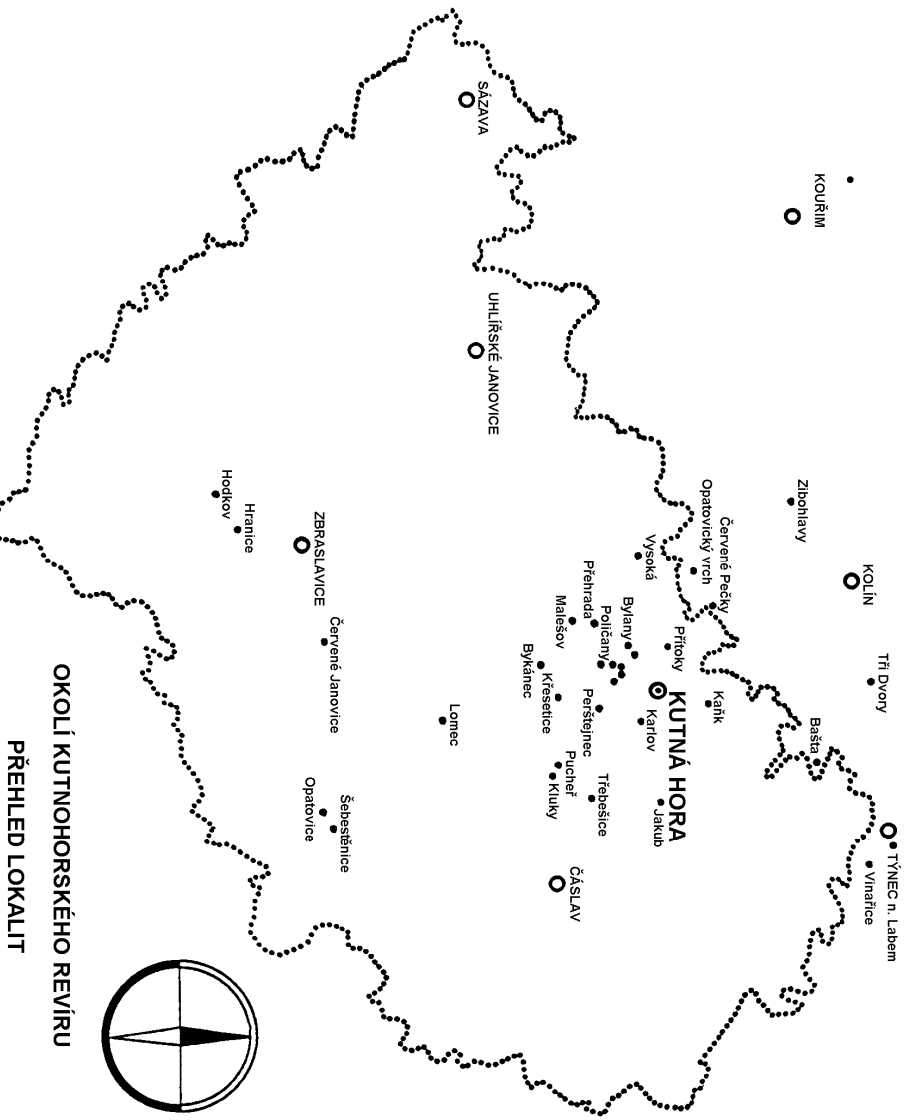 TÝNEC n. Labem
Vinařice
Tři Dvory
KOLÍN
Bašta
KOUŘIM
Zibohlavy
Červené Pečky
Opatovický vrch
Kaňk
Přítoky
KUTNÁ HORA
Jakub
Karlov
Vysoká
Bylany
Poličany
Přehrada
Malešov
Perštejnec
Třebešice
Pucheř
Kluky
Křesetice
Bykánec
ČÁSLAV
SÁZAVA
UHLÍŘSKÉ JANOVICE
Lomec
ZBRASLAVICE
Červené Janovice
Šebestěnice
Opatovice
Hranice
Hodkov
OKOLÍ KUTNOHORSKÉHO REVÍRU
PŘEHLED LOKALIT